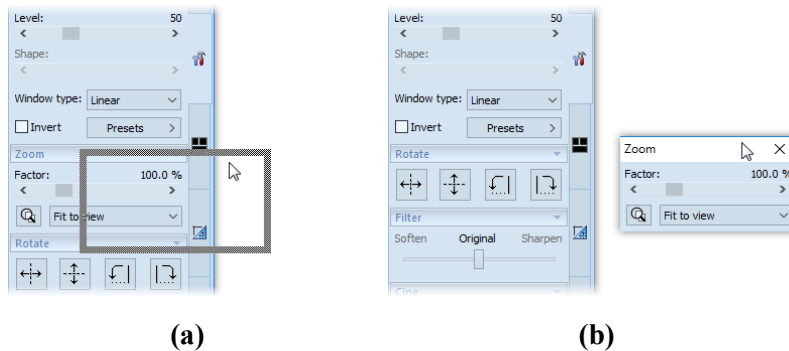 Level: 50
Shape:
Window type: Linear
Invert Presets
Zoom
Factor: 100.0 %
Fit to view
Rotate
(a)
Level: 50
Shape:
Window type: Linear
Invert Presets
Rotate
Filter
Soften Original Sharpen
Cine
Zoom
Factor: 100.0 %
Fit to view
(b)